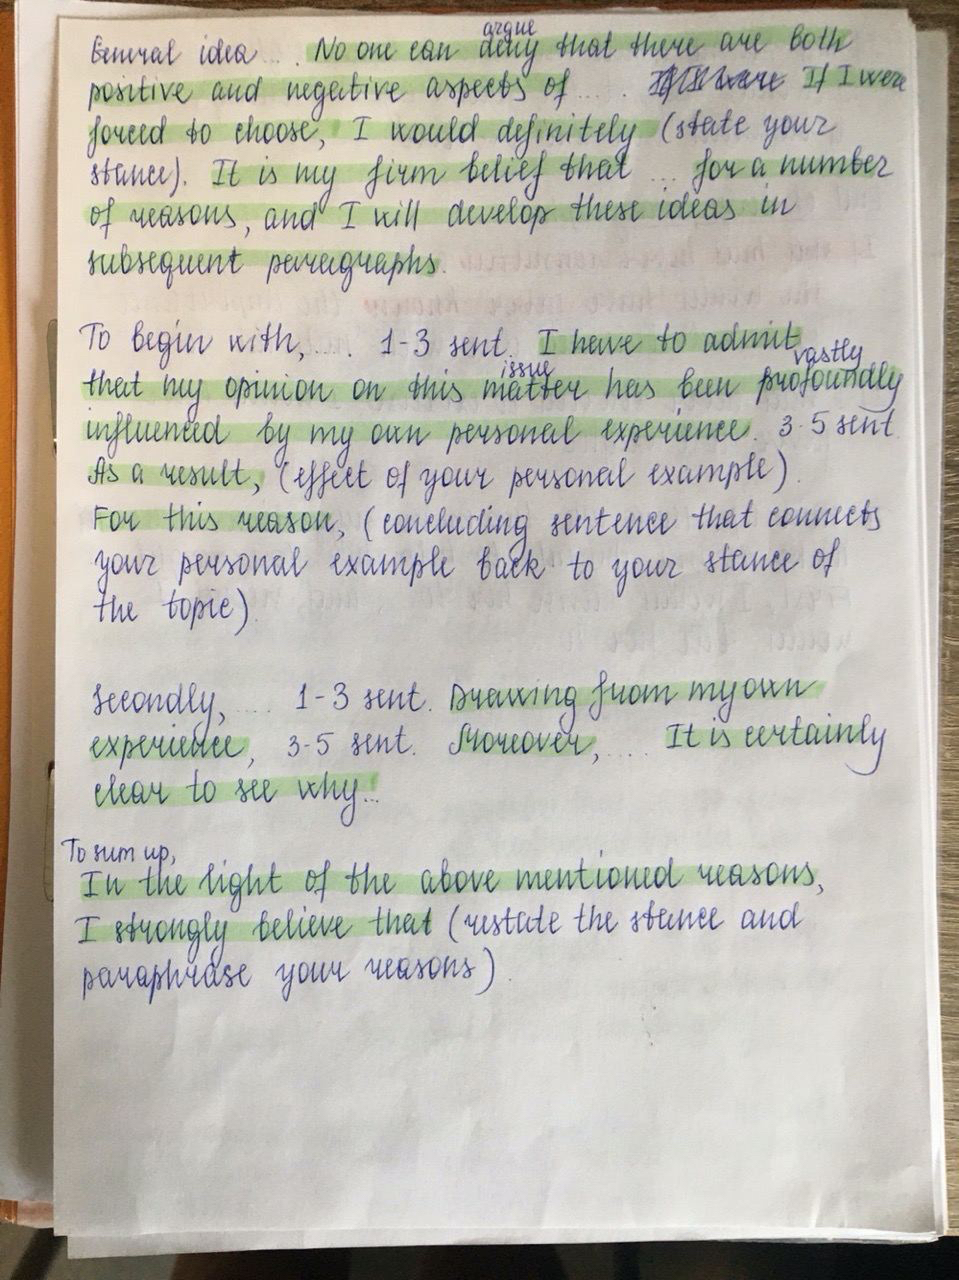 General idea .... No one can deny that there are both
argue
positive and negative aspects of ..... . If I were If I were
forced to choose, I would definitely (state your
stance). It is my firm belief that ... for a number
of reasons, and I will develop these ideas in
subsequent paragraphs.
To begin with, .... . 1-3 sent. I have to admit
that my opinion on this matter has been profoundly
issue vastly
influenced by my own personal experience. 3-5 sent.
As a result, (effect of your personal example).
For this reason, (concluding sentence that connects
your personal example back to your stance of
the topic).
Secondly, .... 1-3 sent. Drawing from my own
experience, 3-5 sent. Moreover, .... It is certainly
clear to see why...
To sum up,
In the light of the above mentioned reasons,
I strongly believe that (restate the stance and
paraphrase your reasons).